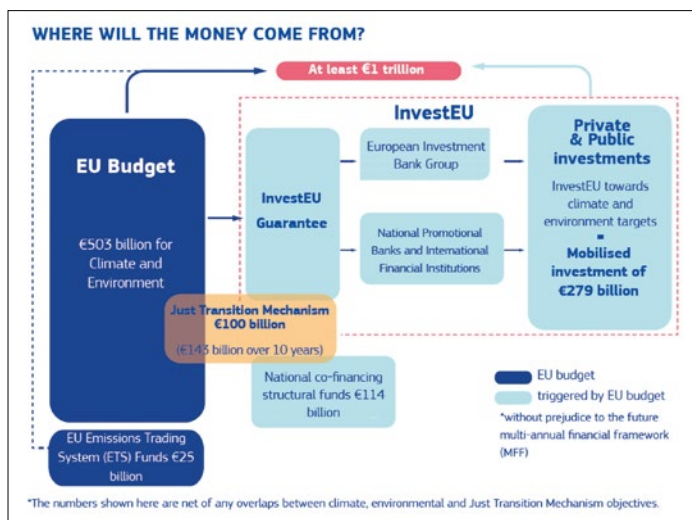 WHERE WILL THE MONEY COME FROM?
At least €1 trillion
InvestEU
EU Budget
€503 billion for
Climate and
Environment
InvestEU
Guarantee
European Investment
Bank Group
National Promotional
Banks and International
Financial Institutions
Private
& Public
investments
InvestEU towards
climate and
environment targets
=
Mobilised
investment of
€279 billion
Just Transition Mechanism
€100 billion
(€143 billion over 10 years)
National co-financing
structural funds €114
billion
EU Emissions Trading
System (ETS) Funds €25
billion
EU budget
triggered by EU budget
*without prejudice to the future
multi-annual financial framework
(MFF)
*The numbers shown here are net of any overlaps between climate, environmental and Just Transition Mechanism objectives.